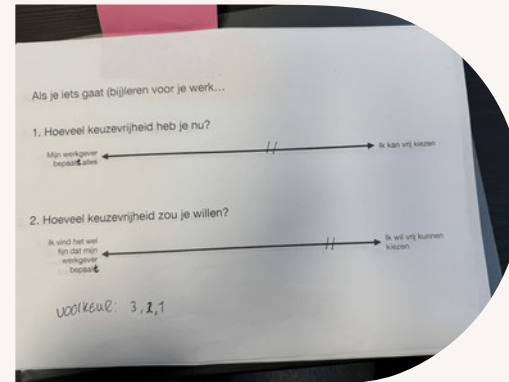 Als je iets gaat (bij)leren voor je werk...
1. Hoeveel keuzevrijheid heb je nu?
Mijn werkgever
bepaalt alles
Ik kan vrij kiezen
2. Hoeveel keuzevrijheid zou je willen?
Ik vind het wel
fijn dat mijn
werkgever
bepaalt
Ik wil vrij kunnen
kiezen
voorkeur: 3,2,1